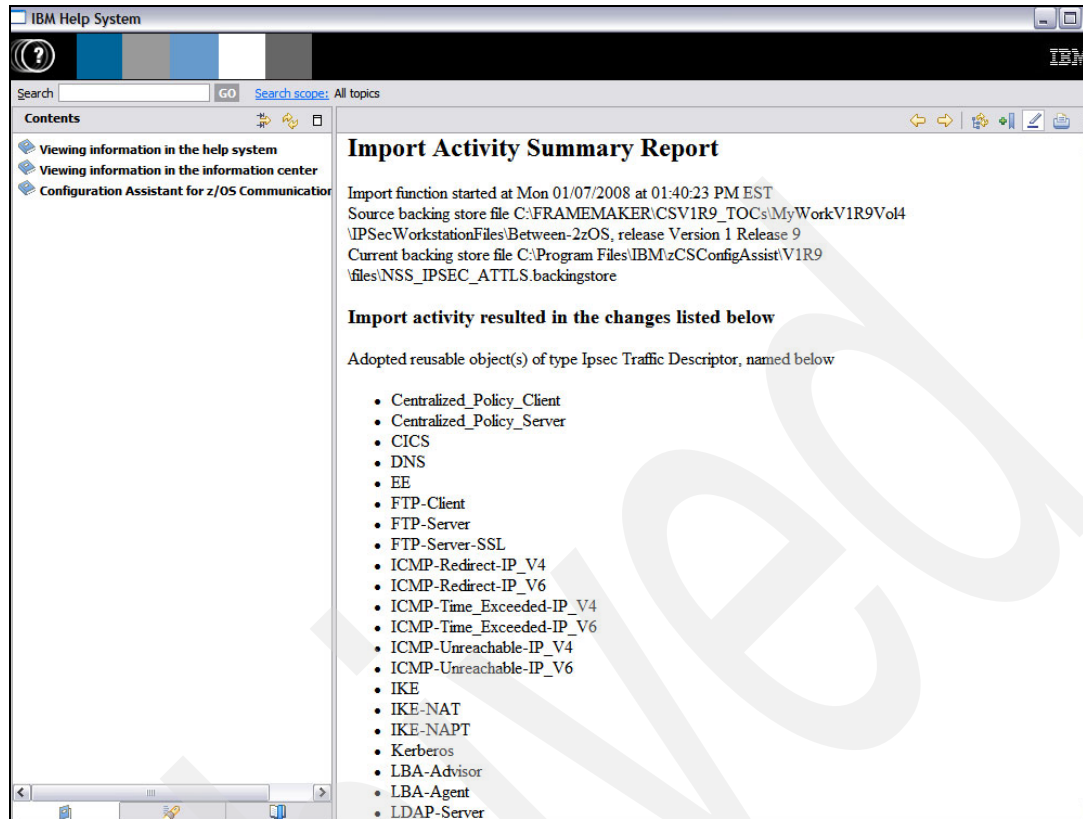 IBM Help System
IBM
Search
GO
Search scope:
All topics
Contents
Viewing information in the help system
Viewing information in the information center
Configuration Assistant for z/OS Communication
Import Activity Summary Report
Import function started at Mon 01/07/2008 at 01:40:23 PM EST
Source backing store file C:\FRAMEMAKER\CSV1R9_TOCs\MyWorkV1R9Vol4
\IPSecWorkstationFiles\Between-2zOS, release Version 1 Release 9
Current backing store file C:\Program Files\IBM\zCSConfigAssist\V1R9
\files\NSS_IPSEC_ATTLS.backingstore
Import activity resulted in the changes listed below
Adopted reusable object(s) of type Ipsec Traffic Descriptor, named below
• Centralized_Policy_Client
• Centralized_Policy_Server
• CICS
• DNS
• EE
• FTP-Client
• FTP-Server
• FTP-Server-SSL
• ICMP-Redirect-IP_V4
• ICMP-Redirect-IP_V6
• ICMP-Time_Exceeded-IP_V4
• ICMP-Time_Exceeded-IP_V6
• ICMP-Unreachable-IP_V4
• ICMP-Unreachable-IP_V6
• IKE
• IKE-NAT
• IKE-NAPT
• Kerberos
• LBA-Advisor
• LBA-Agent
• LDAP-Server